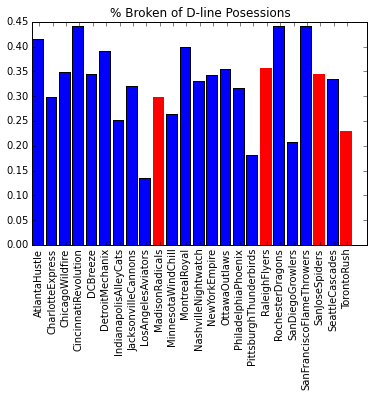 % Broken of D-line Posessions
0.45
0.40
0.35
0.30
0.25
0.20
0.15
0.10
0.05
0.00
AtlantaHustle
CharlotteExpress
ChicagoWildfire
CincinnatiRevolution
DCBreeze
DetroitMechanix
IndianapolisAlleyCats
JacksonvilleCannons
LosAngelesAviators
MadisonRadicals
MinnesotaWindChill
MontrealRoyal
NashvilleNightwatch
NewYorkEmpire
OttawaOutlaws
PhiladelphiaPhoenix
PittsburghThunderbirds
RaleighFlyers
RochesterDragons
SanDiegoGrowlers
SanFranciscoFlameThrowers
SanJoseSpiders
SeattleCascades
TorontoRush